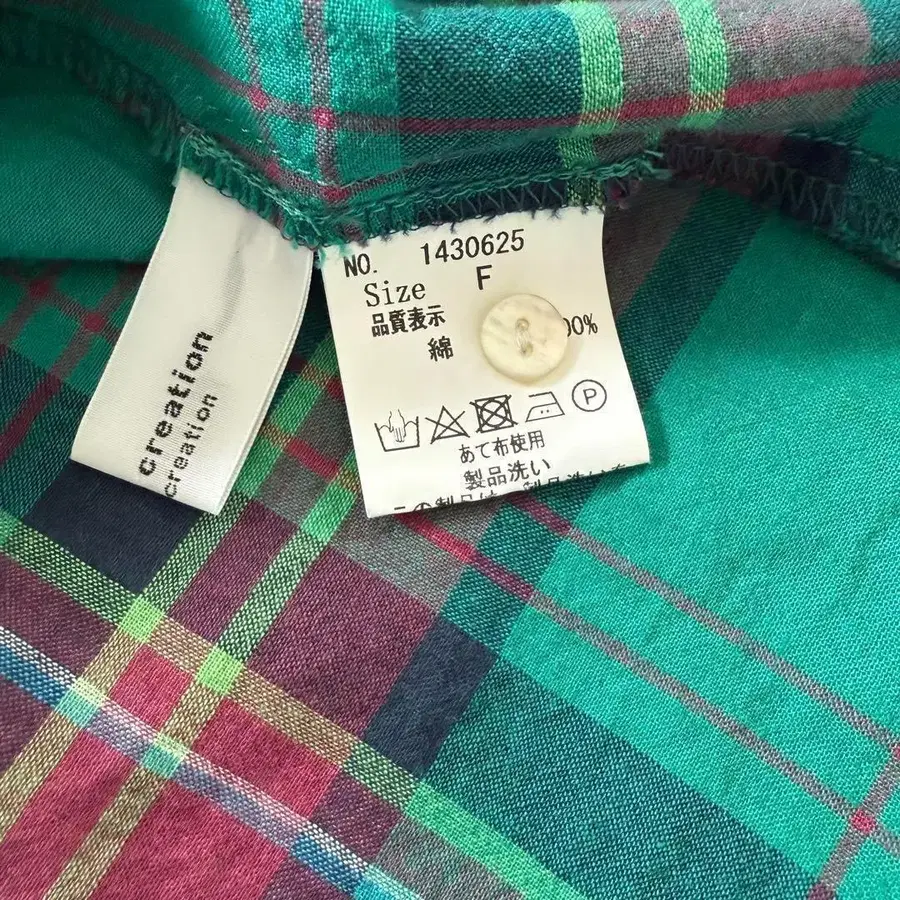 creation
creation
NO. 1430625
Size F
品質表示
綿 00%
P
あて布使用
製品洗い